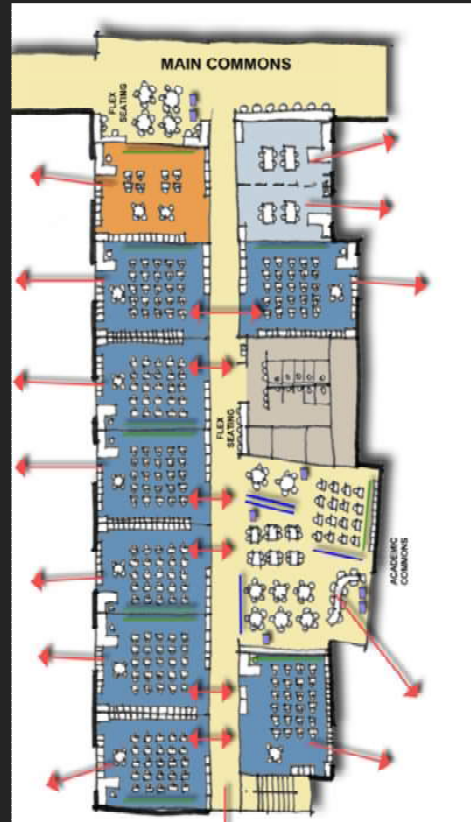 MAIN COMMONS
FLEX
SEATING
FLEX
SEATING
ACADEMIC
COMMONS